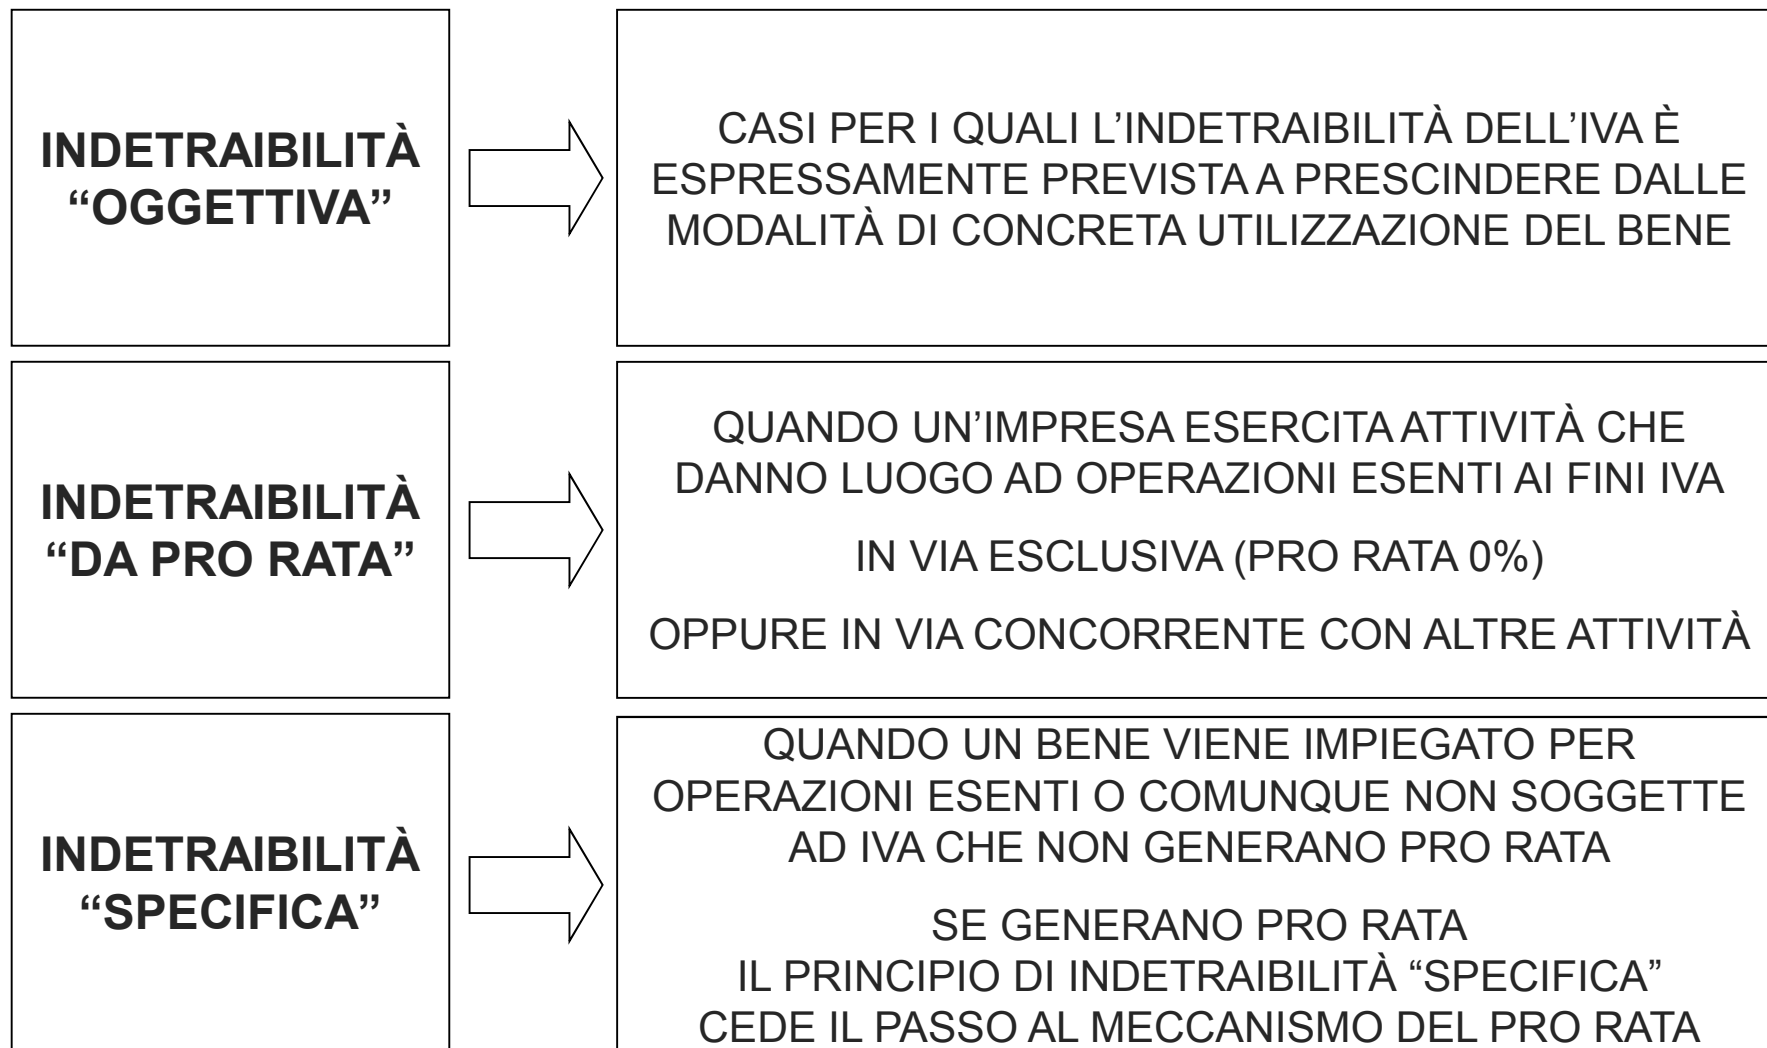 INDETRAIBILITÀ
“OGGETTIVA”
CASI PER I QUALI L’INDETRAIBILITÀ DELL’IVA È
ESPRESSAMENTE PREVISTA A PRESCINDERE DALLE
MODALITÀ DI CONCRETA UTILIZZAZIONE DEL BENE
INDETRAIBILITÀ
“DA PRO RATA”
QUANDO UN’IMPRESA ESERCITA ATTIVITÀ CHE
DANNO LUOGO AD OPERAZIONI ESENTI AI FINI IVA
IN VIA ESCLUSIVA (PRO RATA 0%)
OPPURE IN VIA CONCORRENTE CON ALTRE ATTIVITÀ
INDETRAIBILITÀ
“SPECIFICA”
QUANDO UN BENE VIENE IMPIEGATO PER
OPERAZIONI ESENTI O COMUNQUE NON SOGGETTE
AD IVA CHE NON GENERANO PRO RATA
SE GENERANO PRO RATA
IL PRINCIPIO DI INDETRAIBILITÀ “SPECIFICA”
CEDE IL PASSO AL MECCANISMO DEL PRO RATA